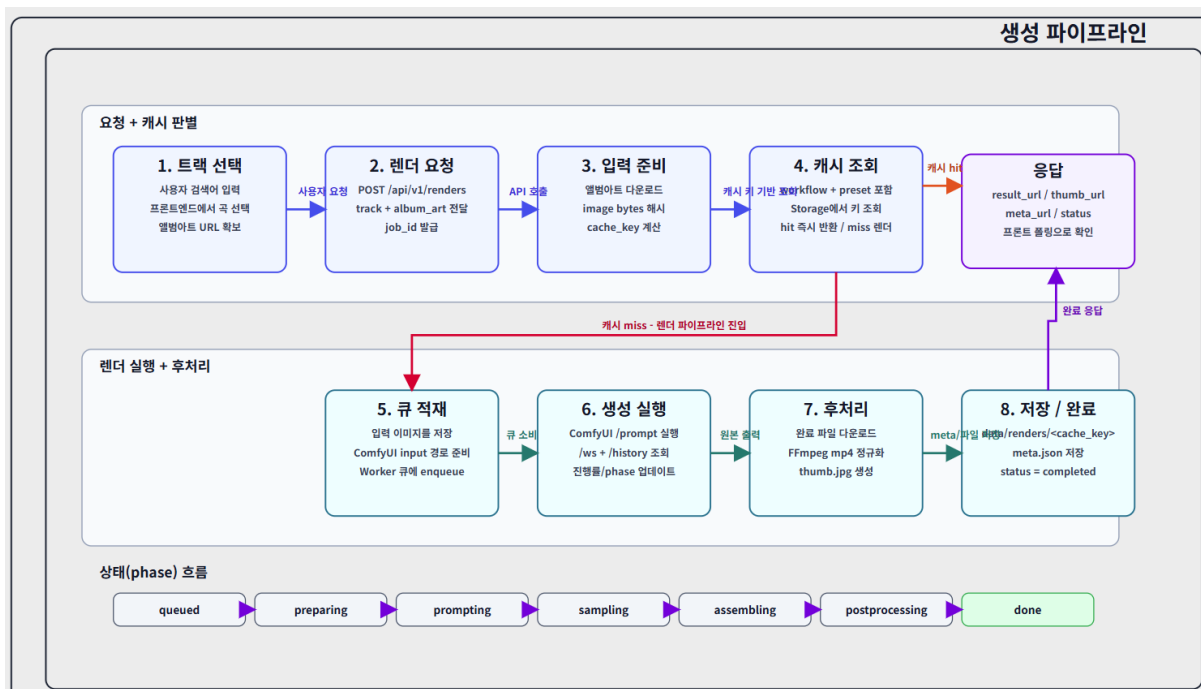 생성 파이프라인
요청 + 캐시 판별
1. 트랙 선택
사용자 검색어 입력
프론트엔드에서 곡 선택
앨범아트 URL 확보
사용자 요청
2. 렌더 요청
POST /api/v1/renders
track + album_art 전달
job_id 발급
API 호출
3. 입력 준비
앨범아트 다운로드
image bytes 해시
cache_key 계산
캐시 키 기반 조회
4. 캐시 조회
workflow + preset 포함
Storage에서 키 조회
hit 즉시 반환 / miss 렌더
캐시 hit
응답
result_url / thumb_url
meta_url / status
프론트 폴링으로 확인
캐시 miss - 렌더 파이프라인 진입
완료 응답
렌더 실행 + 후처리
5. 큐 적재
입력 이미지를 저장
ComfyUI input 경로 준비
Worker 큐에 enqueue
큐 소비
6. 생성 실행
ComfyUI /prompt 실행
/ws + /history 조회
진행률/phase 업데이트
원본 출력
7. 후처리
완료 파일 다운로드
FFmpeg mp4 정규화
thumb.jpg 생성
meta/파일
8. 저장 / 완료
data/renders/<cache_key>
meta.json 저장
status = completed
상태(phase) 흐름
queued
preparing
prompting
sampling
assembling
postprocessing
done